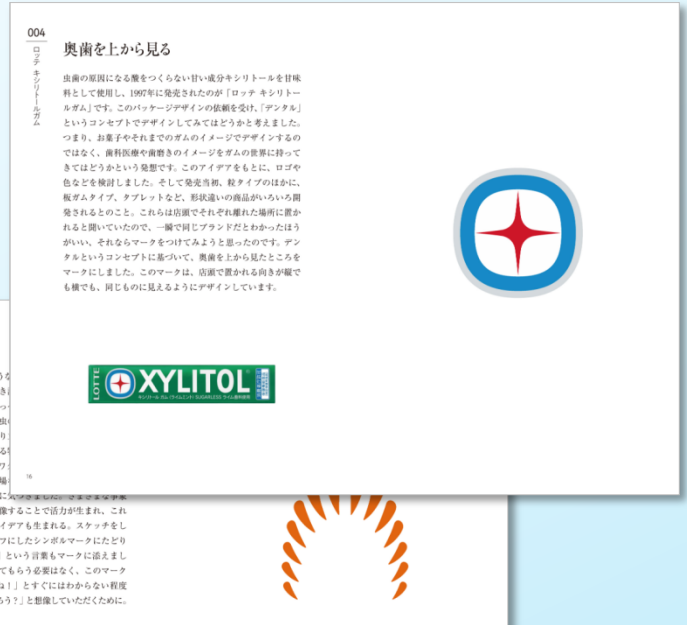 004
ロッテ キシリトールガム
奥歯を上から見る
虫歯の原因になる酸をつくらない甘い成分キシリトールを甘味
料として使用し、1997年に発売されたのが「ロッテ キシリトー
ルガム」です。このパッケージデザインの依頼を受け、「デンタル」
というコンセプトでデザインしてみてはどうかと考えました。
つまり、お菓子やそれまでのガムのイメージでデザインするの
ではなく、歯科医療や歯磨きのイメージをガムの世界に持って
きてはどうかという発想です。このアイデアをもとに、ロゴや
色などを検討しました。そして発売当初、粒タイプのほかに、
板ガムタイプ、タブレットなど、形状違いの商品がいろいろ開
発されるとのこと。これらは店頭でそれぞれ離れた場所に置か
れると聞いていたので、一瞬で同じブランドだとわかったほう
がいい、それならマークをつけてみようと思ったのです。デン
タルというコンセプトに基づいて、奥歯を上から見たところを
マークにしました。このマークは、店頭で置かれる向きが縦で
も横でも、同じものに見えるようにデザインしています。
LOTTE
XYLITOL
キシリトール ガム〈ライムミント〉 SUGARLESS
16
に気づきました。さまざまな事象
像することで活力が生まれ、これ
イデアも生まれる。スケッチをし
フにしたシンボルマークにたどり
」という言葉もマークに添えまし
てもらう必要はなく、このマーク
ね！」とすぐにはわからない程度
ろう？」と想像していただくために。